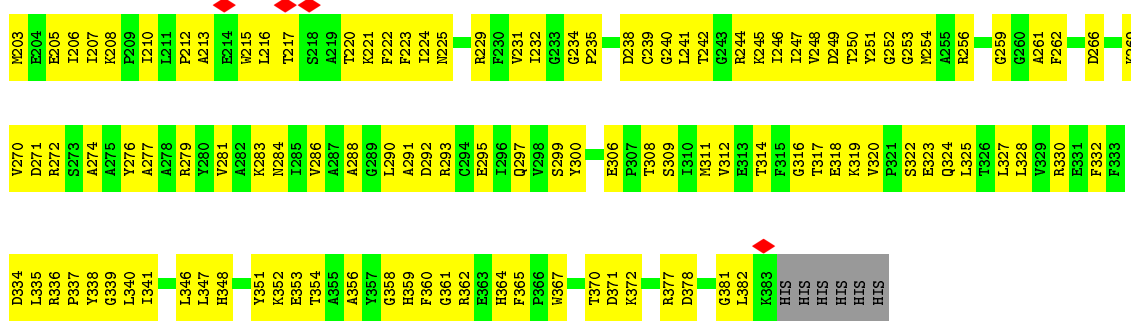 M203 E204 E205 I206 I207 K208 P209 I210 L211 P212 A213 E214 W215 L216 T217 S218 A219 T220 K221 F222 F223 I224 N225 R229 F230 V231 I232 G233 G234 P235 D238 C239 G240 L241 T242 G243 R244 K245 I246 I247 V248 D249 T250 Y251 G252 G253 M254 A255 R256 G259 G260 A261 F262 D266
V270 D271 R272 S273 A274 A275 Y276 A277 A278 R279 Y280 V281 A282 K283 N284 I285 V286 A287 A288 G289 L290 A291 D292 R293 C294 E295 I296 Q297 V298 S299 Y300 E306 P307 T308 S309 I310 M311 V312 E313 T314 F315 G316 T317 E318 K319 V320 P321 S322 E323 Q324 L325 T326 L327 L328 V329 R330 E331 F332 F333
D334 L335 R336 P337 Y338 G339 L340 I341 L346 L347 H348 Y351 K352 E353 T354 A355 A356 Y357 G358 H359 F360 G361 R362 E363 H364 F365 P366 W367 T370 D371 K372 R377 D378 G381 L382 K383 HIS HIS HIS HIS HIS HIS